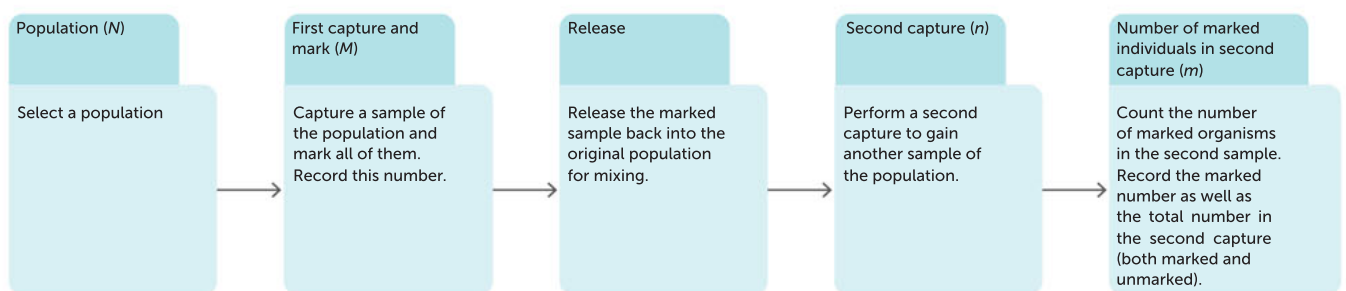 Population (N)
Select a population
First capture and
mark (M)
Capture a sample of
the population and
mark all of them.
Record this number.
Release
Release the marked
sample back into the
original population
for mixing.
Second capture (n)
Perform a second
capture to gain
another sample of
the population.
Number of marked
individuals in second
capture (m)
Count the number
of marked organisms
in the second sample.
Record the marked
number as well as
the total number in
the second capture
(both marked and
unmarked).